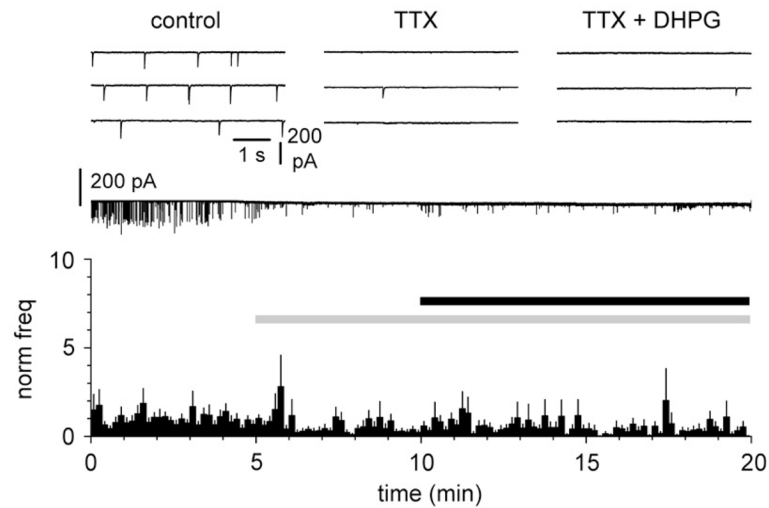 control TTX TTX + DHPG
200
1 s
pA
200 pA
10
norm freq
5
0
0 5 10 15 20
time (min)